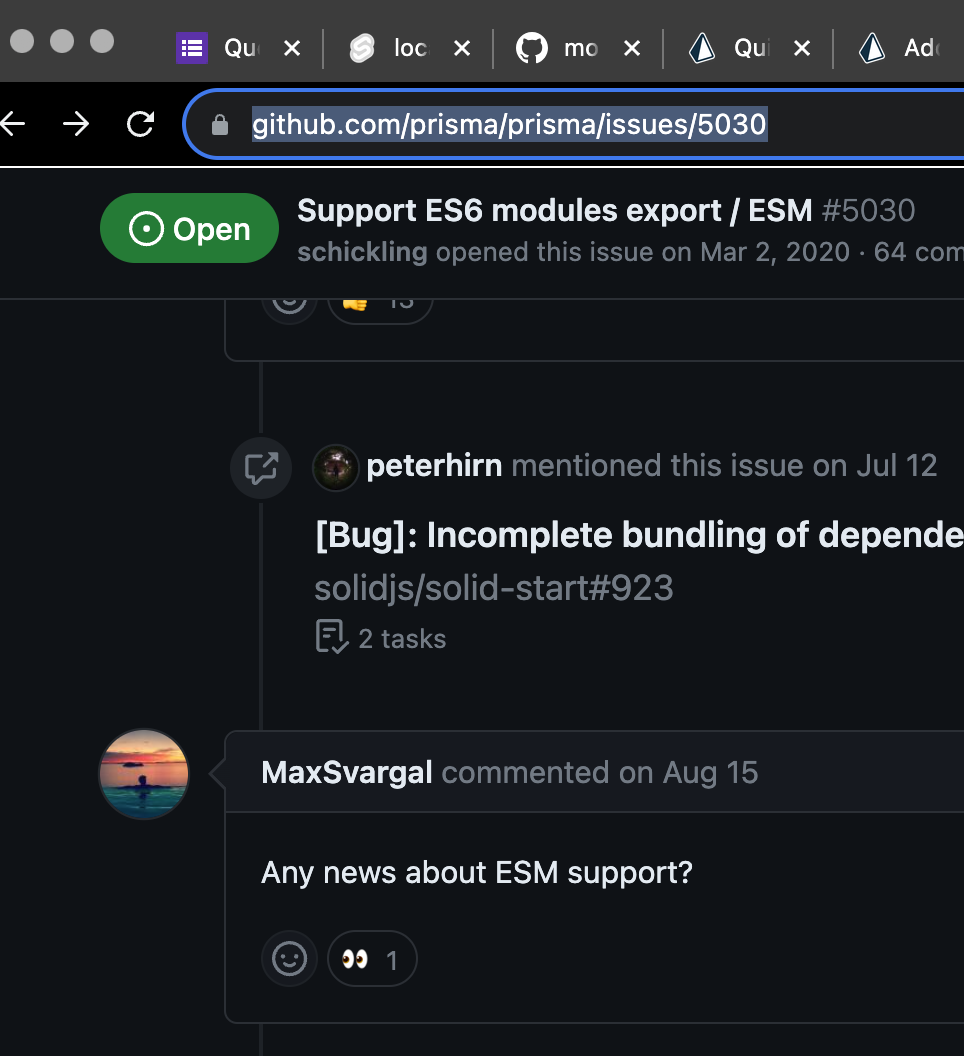 Qu loc mo Qui Ad
github.com/prisma/prisma/issues/5030
Open
Support ES6 modules export / ESM #5030
schickling opened this issue on Mar 2, 2020 · 64 com
13
peterhirn mentioned this issue on Jul 12
[Bug]: Incomplete bundling of depende
solidjs/solid-start#923
2 tasks
MaxSvargal commented on Aug 15
Any news about ESM support?
1